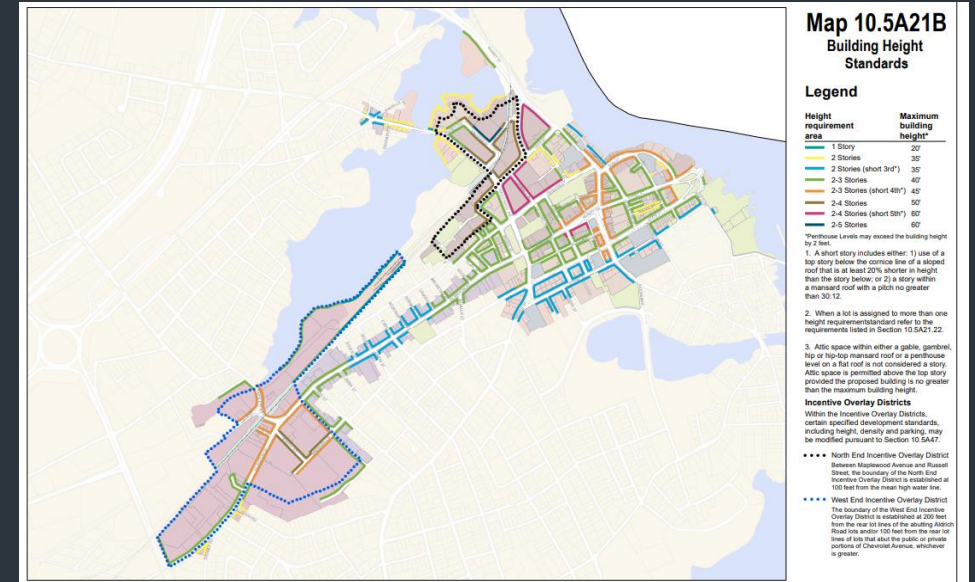 Map 10.5A21B
Building Height
Standards
Legend
Height requirement area Maximum building height*
1 Story 20'
2 Stories 35'
2 Stories (short 3rd*) 35'
2-3 Stories 40'
2-3 Stories (short 4th*) 45'
2-4 Stories 50'
2-4 Stories (short 5th*) 60'
2-5 Stories 60'
*Penthouse Levels may exceed the building height
by 2 feet.
1. A short story includes either: 1) use of a
top story below the cornice line of a sloped
roof that is at least 20% shorter in height
than the story below; or 2) a story within
a mansard roof with a pitch no greater
than 30:12.
2. When a lot is assigned to more than one
height requirementstandard refer to the
requirements listed in Section 10.5A21.22.
3. Attic space within either a gable, gambrel,
hip or hip-top mansard roof or a penthouse
level on a flat roof is not considered a story.
Attic space is permitted above the top story
provided the proposed building is no greater
than the maximum building height.
Incentive Overlay Districts
Within the Incentive Overlay Districts,
certain specified development standards,
including height, density and parking, may
be modified pursuant to Section 10.5A47.
North End Incentive Overlay District
Between Maplewood Avenue and Russell
Street, the boundary of the North End
Incentive Overlay District is established at
100 feet from the mean high water line.
West End Incentive Overlay District
The boundary of the West End Incentive
Overlay District is established at 200 feet
from the rear lot lines of the abutting Aldrich
Road lots and/or 100 feet from the rear lot
lines of lots that abut the public or private
portions of Chevrolet Avenue, whichever
is greater.